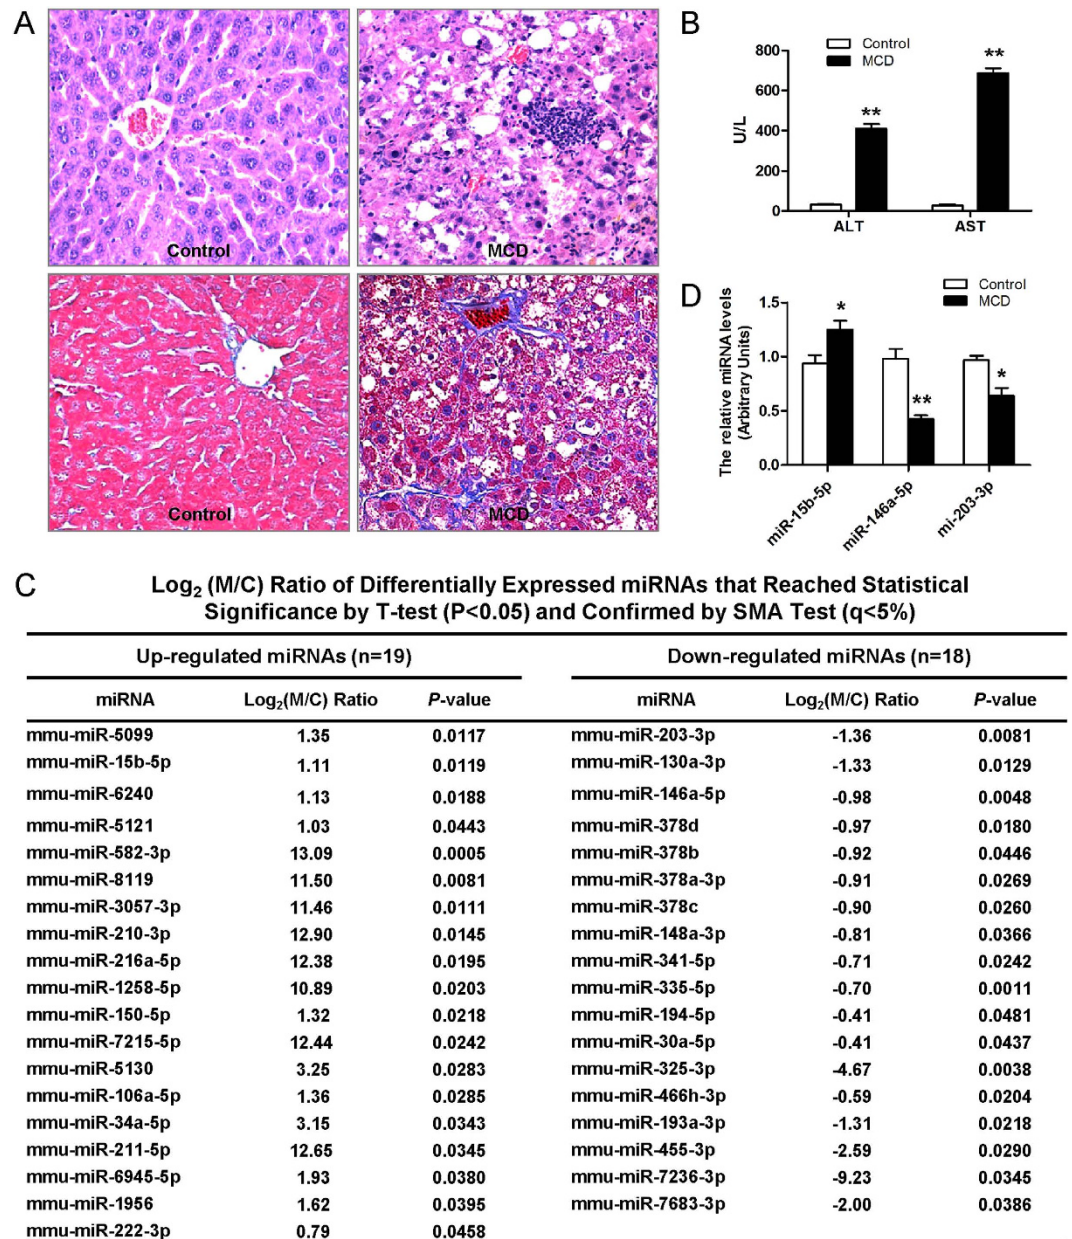 A
Control
MCD
Control
MCD
B
Control
MCD
800
600
400
200
0
U/L
**
**
ALT
AST
D
Control
MCD
The relative miRNA levels
(Arbitrary Units)
1.5
1.0
0.5
0.0
*
**
*
miR-15b-5p
miR-146a-5p
mi-203-3p
C
Log2 (M/C) Ratio of Differentially Expressed miRNAs that Reached Statistical
Significance by T-test (P<0.05) and Confirmed by SMA Test (q<5%)
Up-regulated miRNAs (n=19) Down-regulated miRNAs (n=18)
miRNA Log2(M/C) Ratio P-value miRNA Log2(M/C) Ratio P-value
mmu-miR-5099 1.35 0.0117 mmu-miR-203-3p -1.36 0.0081
mmu-miR-15b-5p 1.11 0.0119 mmu-miR-130a-3p -1.33 0.0129
mmu-miR-6240 1.13 0.0188 mmu-miR-146a-5p -0.98 0.0048
mmu-miR-5121 1.03 0.0443 mmu-miR-378d -0.97 0.0180
mmu-miR-582-3p 13.09 0.0005 mmu-miR-378b -0.92 0.0446
mmu-miR-8119 11.50 0.0081 mmu-miR-378a-3p -0.91 0.0269
mmu-miR-3057-3p 11.46 0.0111 mmu-miR-378c -0.90 0.0260
mmu-miR-210-3p 12.90 0.0145 mmu-miR-148a-3p -0.81 0.0366
mmu-miR-216a-5p 12.38 0.0195 mmu-miR-341-5p -0.71 0.0242
mmu-miR-1258-5p 10.89 0.0203 mmu-miR-335-5p -0.70 0.0011
mmu-miR-150-5p 1.32 0.0218 mmu-miR-194-5p -0.41 0.0481
mmu-miR-7215-5p 12.44 0.0242 mmu-miR-30a-5p -0.41 0.0437
mmu-miR-5130 3.25 0.0283 mmu-miR-325-3p -4.67 0.0038
mmu-miR-106a-5p 1.36 0.0285 mmu-miR-466h-3p -0.59 0.0204
mmu-miR-34a-5p 3.15 0.0343 mmu-miR-193a-3p -1.31 0.0218
mmu-miR-211-5p 12.65 0.0345 mmu-miR-455-3p -2.59 0.0290
mmu-miR-6945-5p 1.93 0.0380 mmu-miR-7236-3p -9.23 0.0345
mmu-miR-1956 1.62 0.0395 mmu-miR-7683-3p -2.00 0.0386
mmu-miR-222-3p 0.79 0.0458